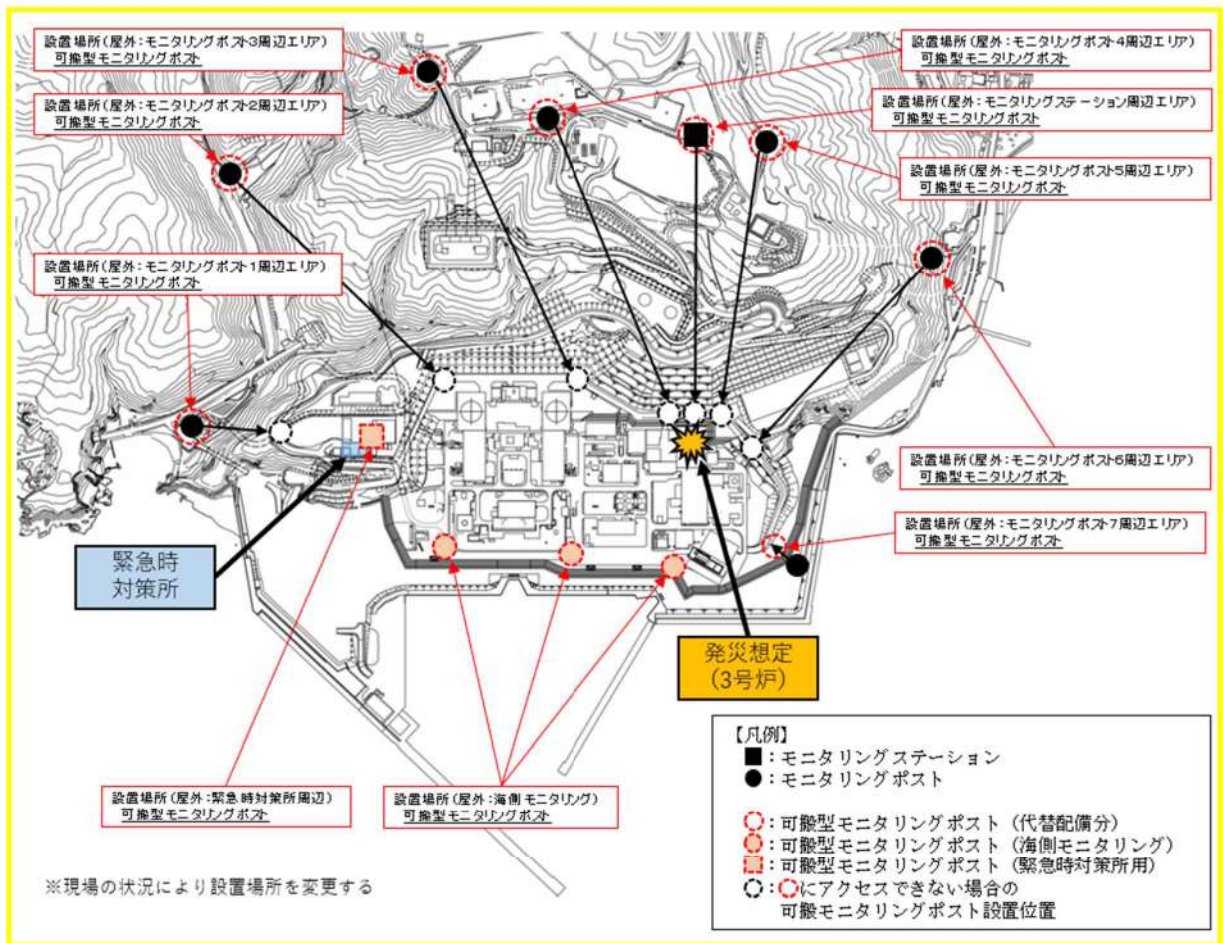 設置場所(屋外:モニタリングポスト3周辺エリア)
可搬型モニタリングポスト
設置場所(屋外:モニタリングポスト4周辺エリア)
可搬型モニタリングポスト
設置場所(屋外:モニタリングポスト2周辺エリア)
可搬型モニタリングポスト
設置場所(屋外:モニタリングステーション周辺エリア)
可搬型モニタリングポスト
設置場所(屋外:モニタリングポスト5周辺エリア)
可搬型モニタリングポスト
設置場所(屋外:モニタリングポスト1周辺エリア)
可搬型モニタリングポスト
設置場所(屋外:モニタリングポスト6周辺エリア)
可搬型モニタリングポスト
設置場所(屋外:モニタリングポスト7周辺エリア)
可搬型モニタリングポスト
緊急時
対策所
発災想定
(3号炉)
設置場所(屋外:緊急時対策所周辺)
可搬型モニタリングポスト
設置場所(屋外:海側モニタリング)
可搬型モニタリングポスト
※現場の状況により設置場所を変更する
【凡例】
■:モニタリングステーション
●:モニタリングポスト
:可搬型モニタリングポスト(代替配備分)
:可搬型モニタリングポスト(海側モニタリング)
:可搬型モニタリングポスト(緊急時対策所用)
:にアクセスできない場合の
可搬モニタリングポスト設置位置